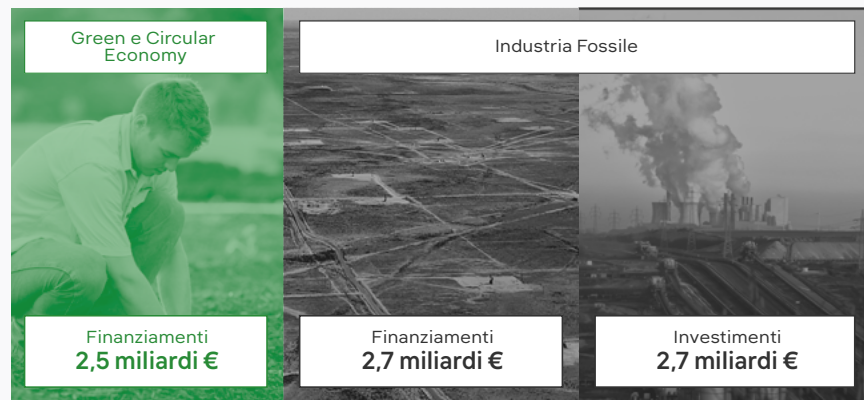 Green e Circular
Economy
Industria Fossile
Finanziamenti
2,5 miliardi €
Finanziamenti
2,7 miliardi €
Investimenti
2,7 miliardi €